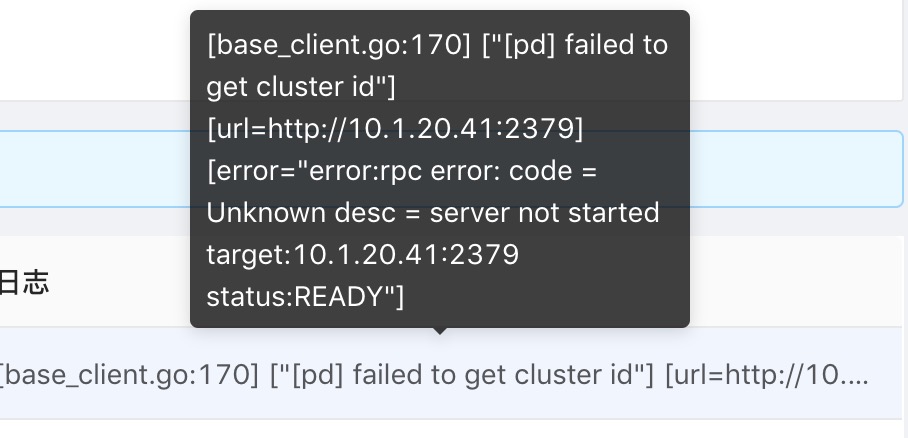 [base_client.go:170] ["[pd] failed to
get cluster id"]
[url=http://10.1.20.41:2379]
[error="error:rpc error: code =
Unknown desc = server not started
target:10.1.20.41:2379
status:READY"]
日志
[base_client.go:170] ["[pd] failed to get cluster id"] [url=http://10....